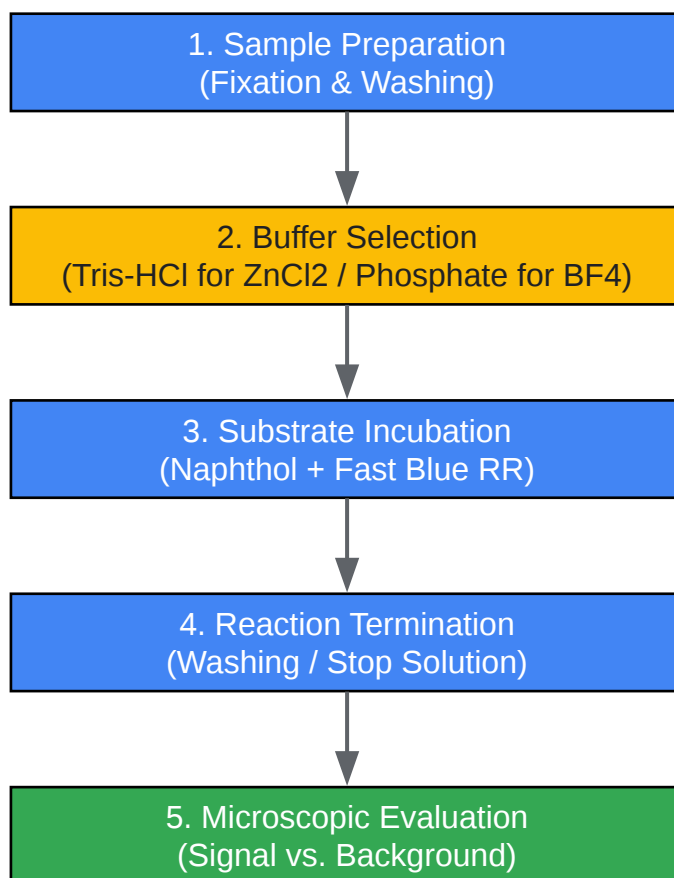 1. Sample Preparation
(Fixation & Washing)
2. Buffer Selection
(Tris-HCl for ZnCl2 / Phosphate for BF4)
3. Substrate Incubation
(Naphthol + Fast Blue RR)
4. Reaction Termination
(Washing / Stop Solution)
5. Microscopic Evaluation
(Signal vs. Background)